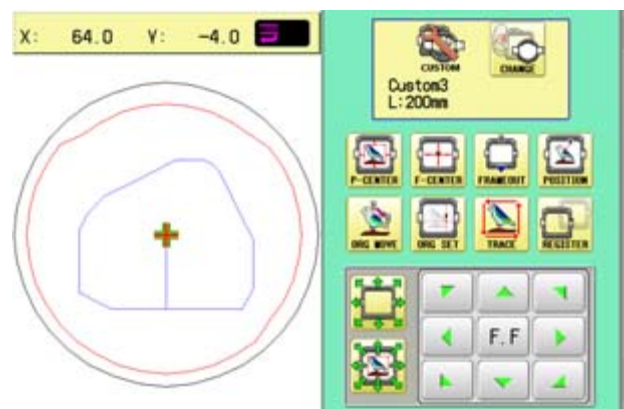 X: 64.0 Y: -4.0
CUSTOM CHANGE
Custom3
L:200mm
P-CENTER F-CENTER FRAMEOUT POSITION
ORG MOVE ORG SET TRACE REGISTER
F.F